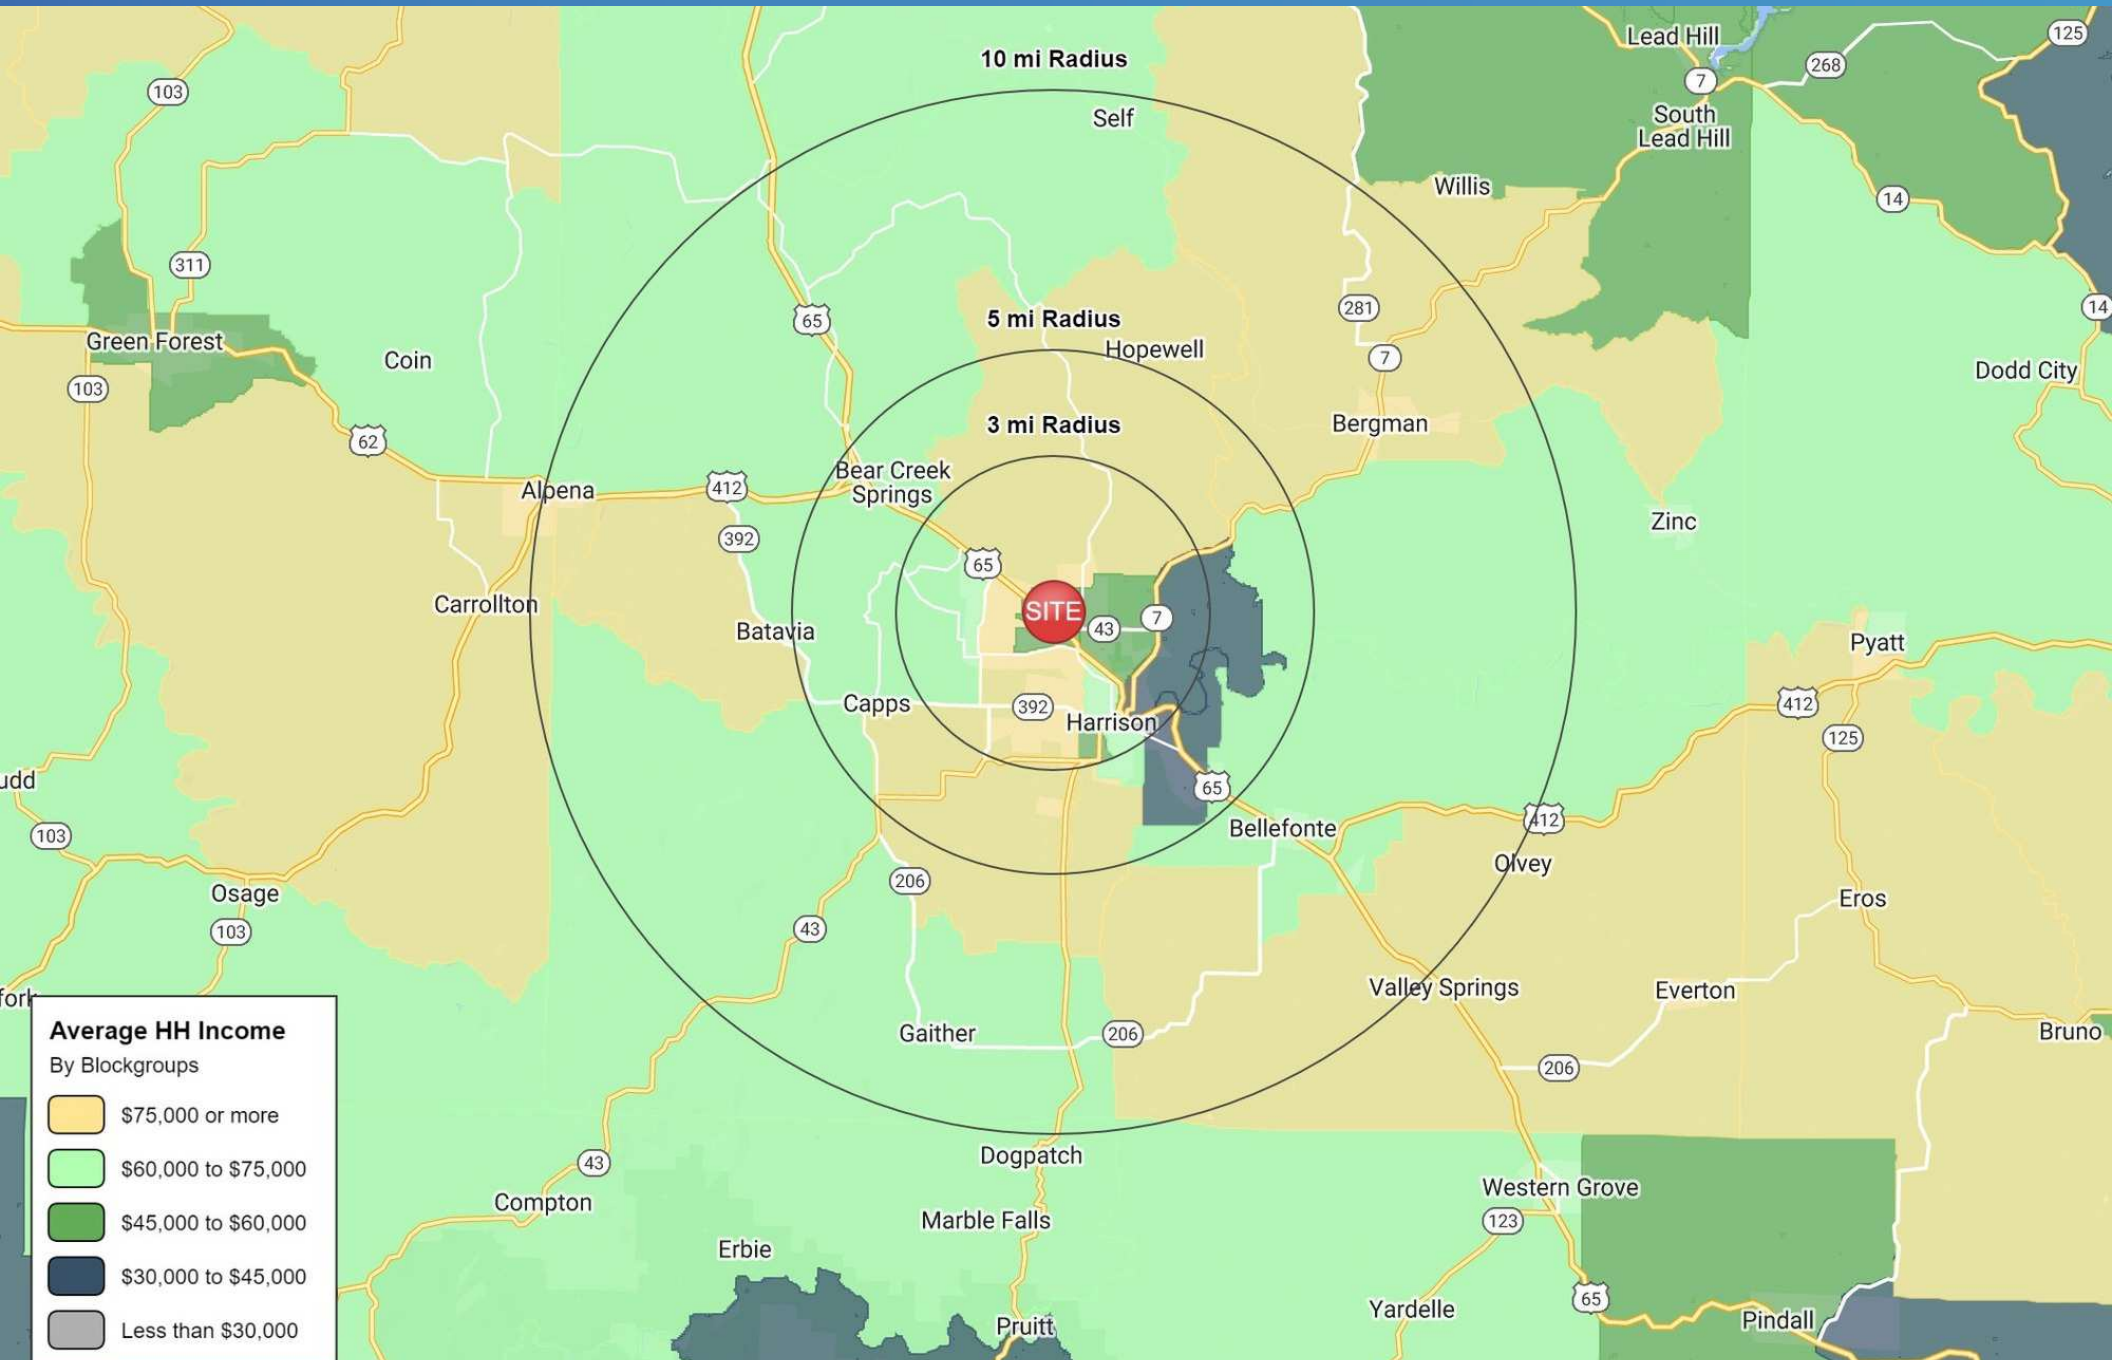 10 mi Radius
Self
5 mi Radius
Hopewell
3 mi Radius
Lead Hill
125
268
7
South
Lead Hill
Willis
14
103
311
Green Forest
Coin
103
62
65
281
7
Bergman
14
Dodd City
Bear Creek
Springs
Alpena
412
392
65
Zinc
Carrollton
Batavia
SITE
43
7
Pyatt
412
125
Capps
392
Harrison
65
Bellefonte
412
Olvey
udd
103
Osage
103
206
43
Eros
Valley Springs
Everton
Gaither
206
Bruno
206
fork
Dogpatch
43
Compton
Marble Falls
Western Grove
123
Erbie
65
Yardelle
Pruitt
Pindall
Average HH Income
By Blockgroups
$75,000 or more
$60,000 to $75,000
$45,000 to $60,000
$30,000 to $45,000
Less than $30,000